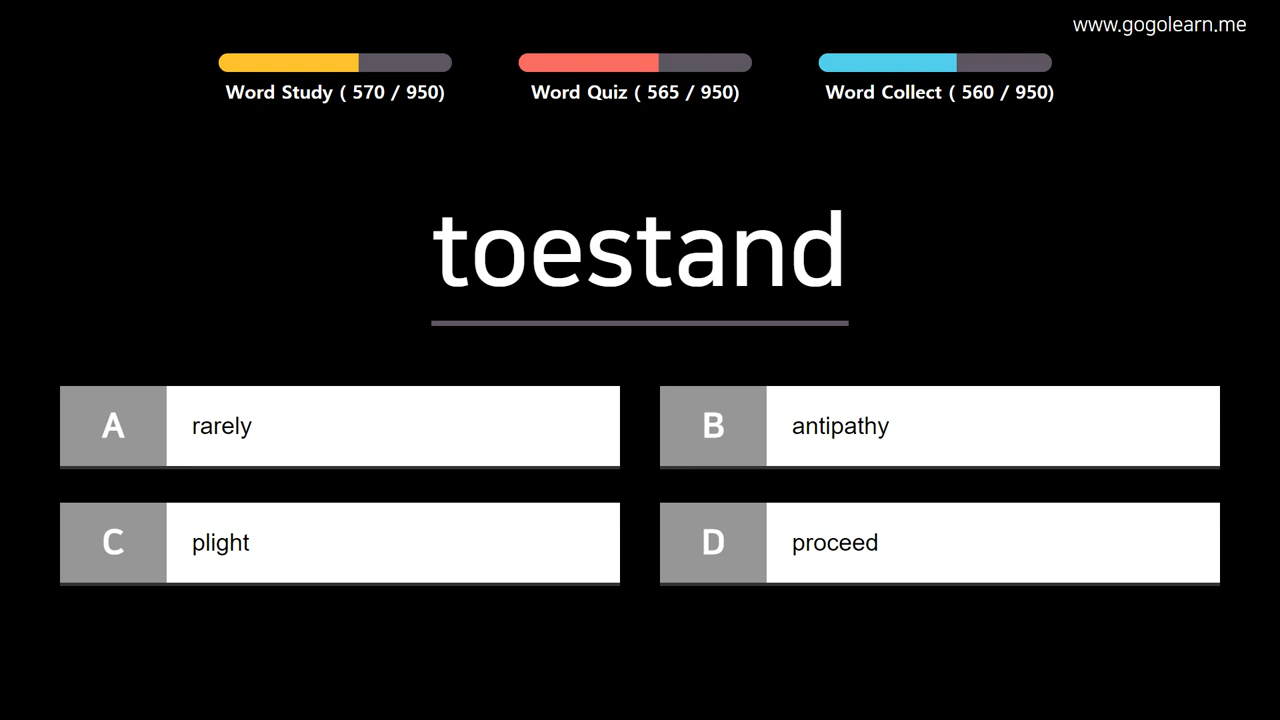 www.gogolearn.me
Word Study ( 570 / 950)
Word Quiz ( 565 / 950)
Word Collect ( 560 / 950)
toestand
A rarely
B antipathy
C plight
D proceed